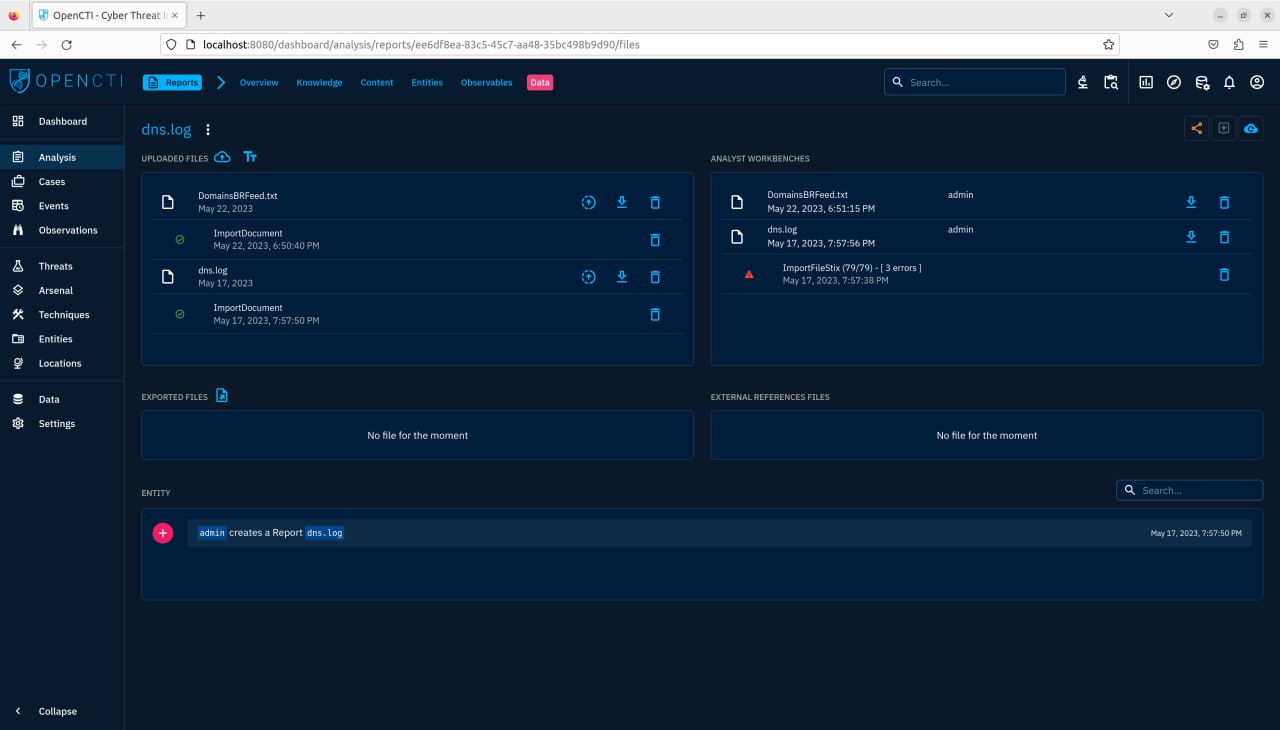 OpenCTI - Cyber Threat I
localhost:8080/dashboard/analysis/reports/ee6df8ea-83c5-45c7-aa48-35bc498b9d90/files
OPENCTI
Reports
Overview
Knowledge
Content
Entities
Observables
Data
Search...
Dashboard
Analysis
Cases
Events
Observations
Threats
Arsenal
Techniques
Entities
Locations
Data
Settings
Collapse
dns.log
UPLOADED FILES
Tт
DomainsBRFeed.txt
May 22, 2023
ImportDocument
May 22, 2023, 6:50:40 PM
dns.log
May 17, 2023
ImportDocument
May 17, 2023, 7:57:50 PM
ANALYST WORKBENCHES
DomainsBRFeed.txt admin
May 22, 2023, 6:51:15 PM
dns.log admin
May 17, 2023, 7:57:56 PM
ImportFileStix (79/79) - [ 3 errors ]
May 17, 2023, 7:57:38 PM
EXPORTED FILES
No file for the moment
EXTERNAL REFERENCES FILES
No file for the moment
ENTITY
Search...
admin creates a Report dns.log
May 17, 2023, 7:57:50 PM